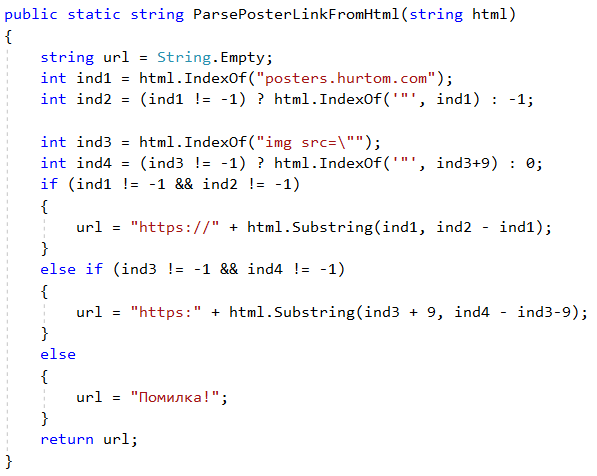 public static string ParsePosterLinkFromHtml(string html)
{
    string url = String.Empty;
    int ind1 = html.IndexOf("posters.hurtom.com");
    int ind2 = (ind1 != -1) ? html.IndexOf('"', ind1) : -1;

    int ind3 = html.IndexOf("img src=\"");
    int ind4 = (ind3 != -1) ? html.IndexOf('"', ind3+9) : 0;
    if (ind1 != -1 && ind2 != -1)
    {
        url = "https://" + html.Substring(ind1, ind2 - ind1);
    }
    else if (ind3 != -1 && ind4 != -1)
    {
        url = "https:" + html.Substring(ind3 + 9, ind4 - ind3-9);
    }
    else
    {
        url = "Помилка!";
    }
    return url;
}